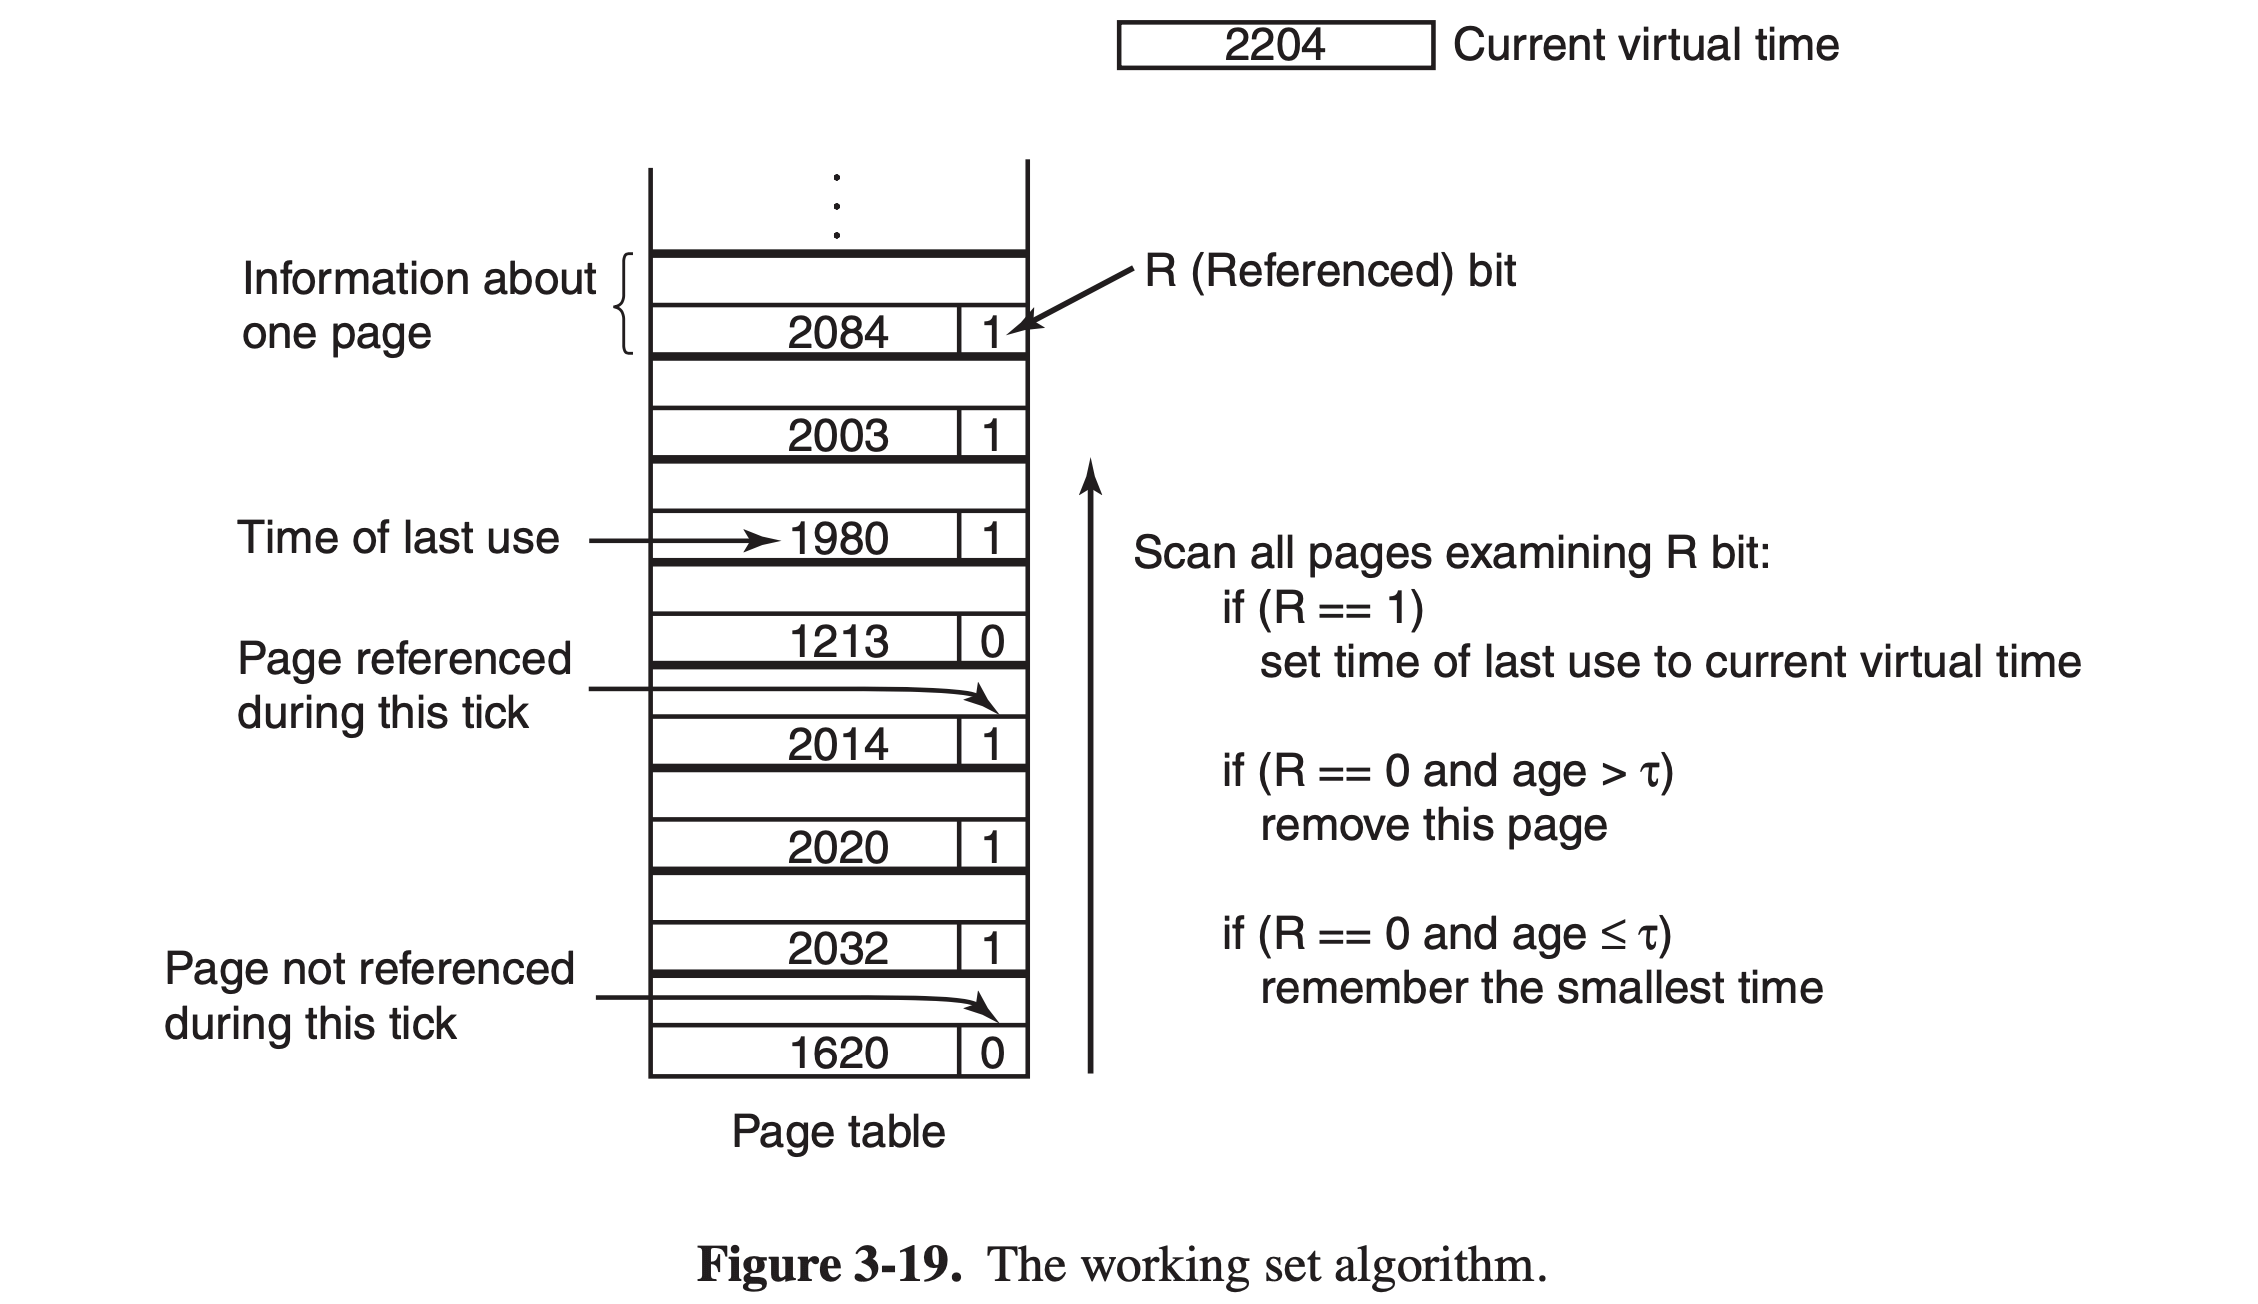 2204 Current virtual time
Information about
one page
R (Referenced) bit
2084 1
2003 1
Time of last use
1980 1
1213 0
Page referenced
during this tick
2014 1
2020 1
2032 1
Page not referenced
during this tick
1620 0
Page table
Scan all pages examining R bit:
if (R == 1)
set time of last use to current virtual time
if (R == 0 and age > τ)
remove this page
if (R == 0 and age ≤ τ)
remember the smallest time
Figure 3-19. The working set algorithm.